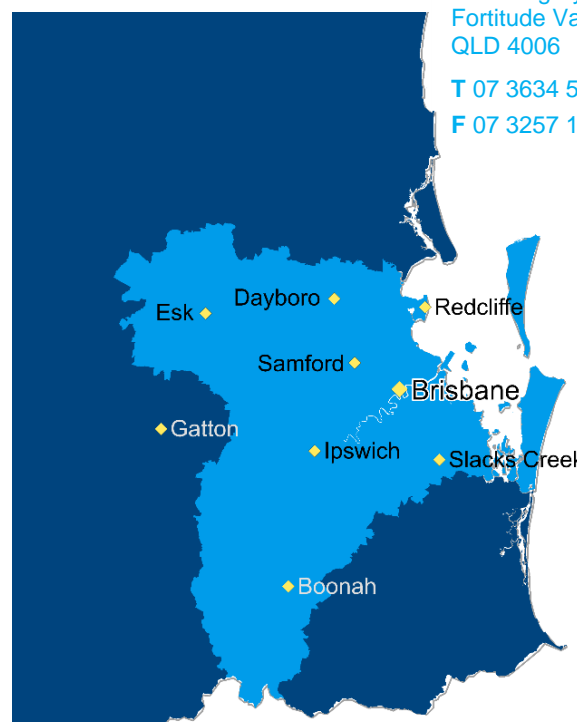 Fortitude Va
QLD 4006
T 07 3634 5
F 07 3257 1
Dayboro
Esk
Redcliffe
Samford
Brisbane
Gatton
Ipswich
Slacks Creek
Boonah